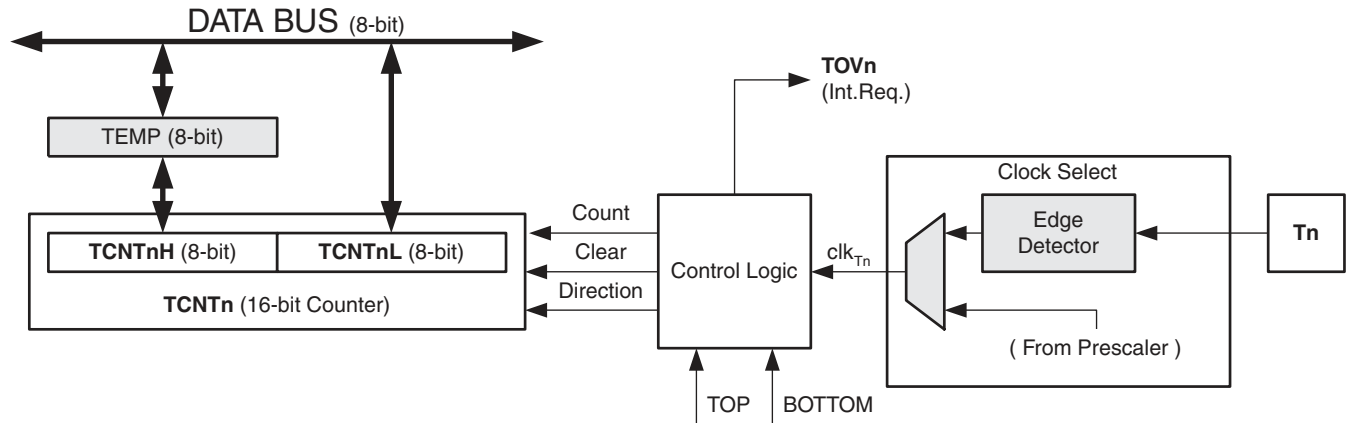 DATA BUS (8-bit)
TOVn
(Int.Req.)
TEMP (8-bit)
Clock Select
Edge
Detector
Tn
Count
TCNTnH (8-bit) TCNTnL (8-bit)
Clear
Control Logic
clkTn
TCNTn (16-bit Counter)
Direction
( From Prescaler )
TOP
BOTTOM